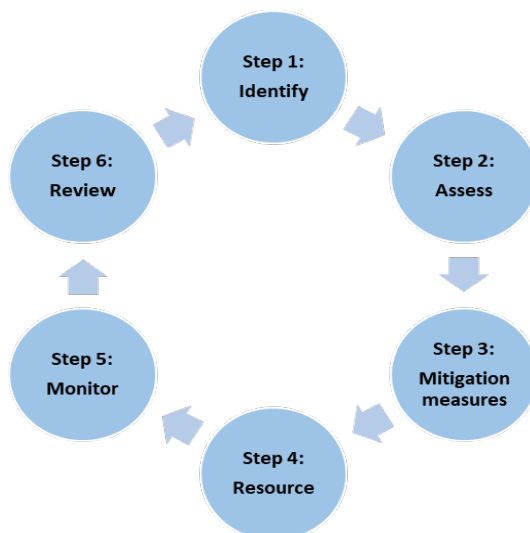 Step 1:
Identify
Step 2:
Assess
Step 3:
Mitigation
measures
Step 4:
Resource
Step 5:
Monitor
Step 6:
Review